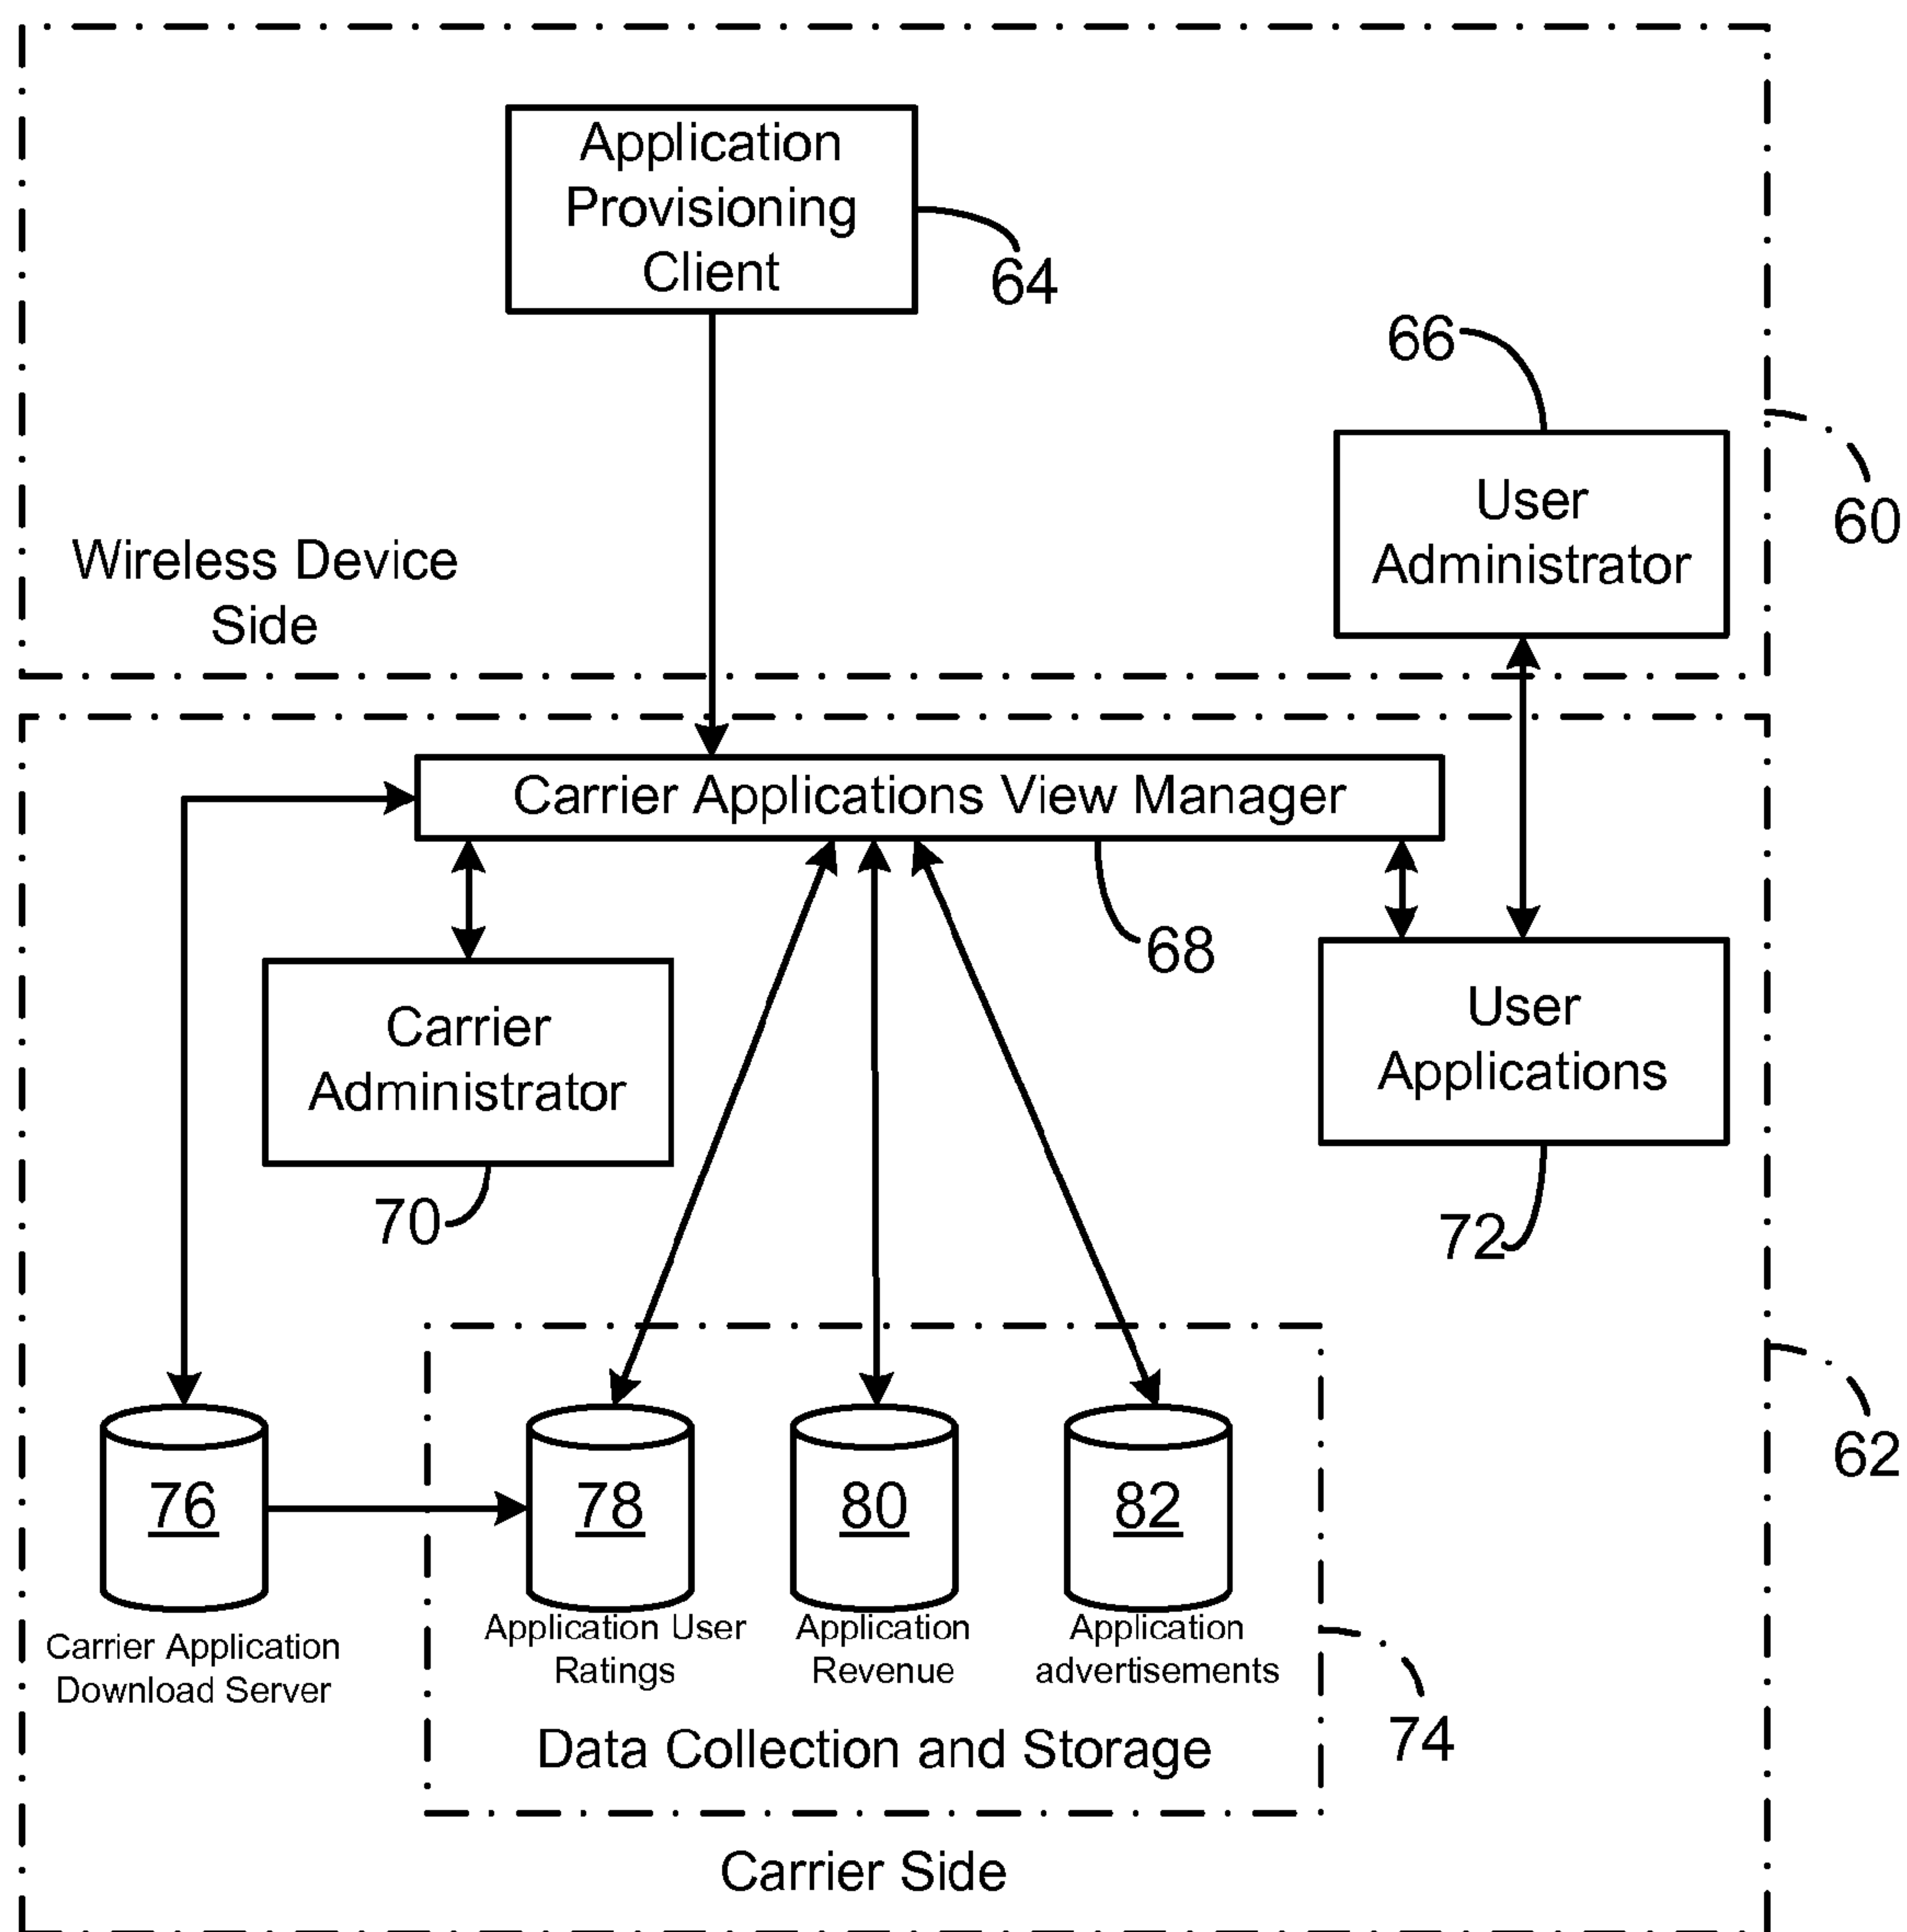 Application
Provisioning
Client
64
66
User
Administrator
60
Wireless Device
Side
Carrier Applications View Manager
68
Carrier
Administrator
70
User
Applications
72
62
76
78
80
82
Carrier Application
Download Server
Application User
Ratings
Application
Revenue
Application
advertisements
74
Data Collection and Storage
Carrier Side